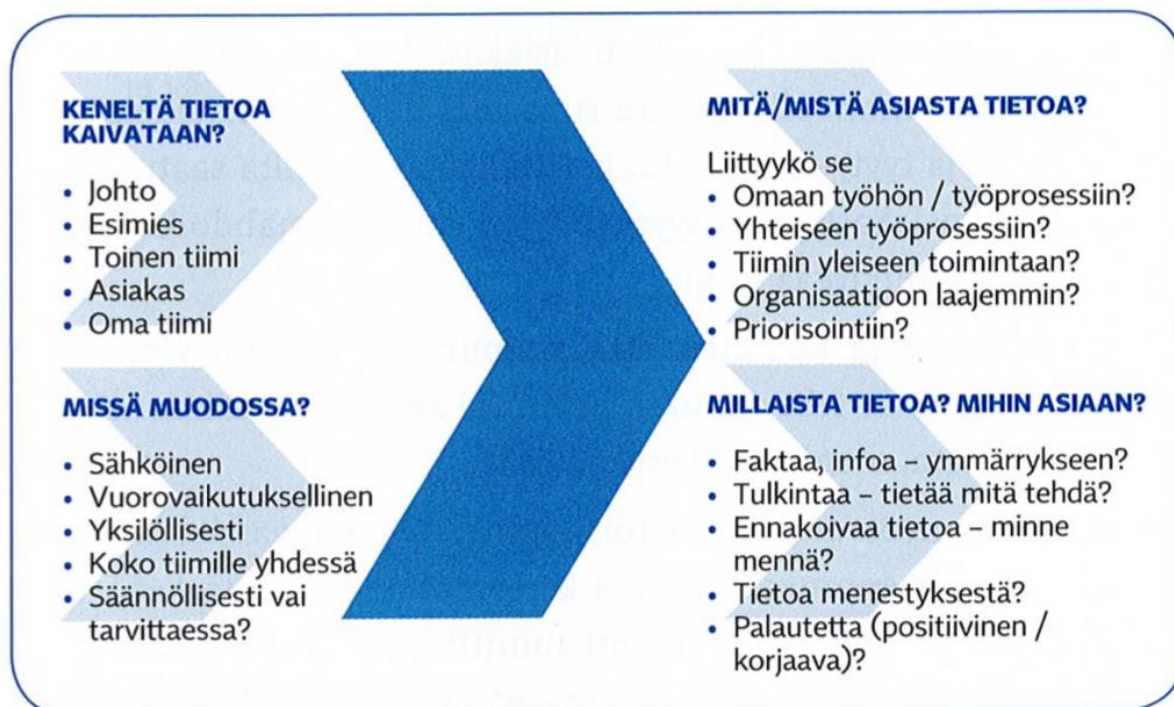 KENELTÄ TIETOA
KAIVATAAN?
• Johto
• Esimies
• Toinen tiimi
• Asiakas
• Oma tiimi
MISSÄ MUODOSSA?
• Sähköinen
• Vuorovaikutuksellinen
• Yksilöllisesti
• Koko tiimille yhdessä
• Säännöllisesti vai
tarvittaessa?
MITÄ/MISTÄ ASIASTA TIETOA?
Liittyykö se
• Omaan työhön / työprosessiin?
• Yhteiseen työprosessiin?
• Tiimin yleiseen toimintaan?
• Organisaatioon laajemmin?
• Priorisointiin?
MILLAISTA TIETOA? MIHIN ASIAAN?
• Faktaa, infoa – ymmärrykseen?
• Tulkintaa – tietää mitä tehdä?
• Ennakoivaa tietoa – minne
mennä?
• Tietoa menestyksestä?
• Palautetta (positiivinen /
korjaava)?